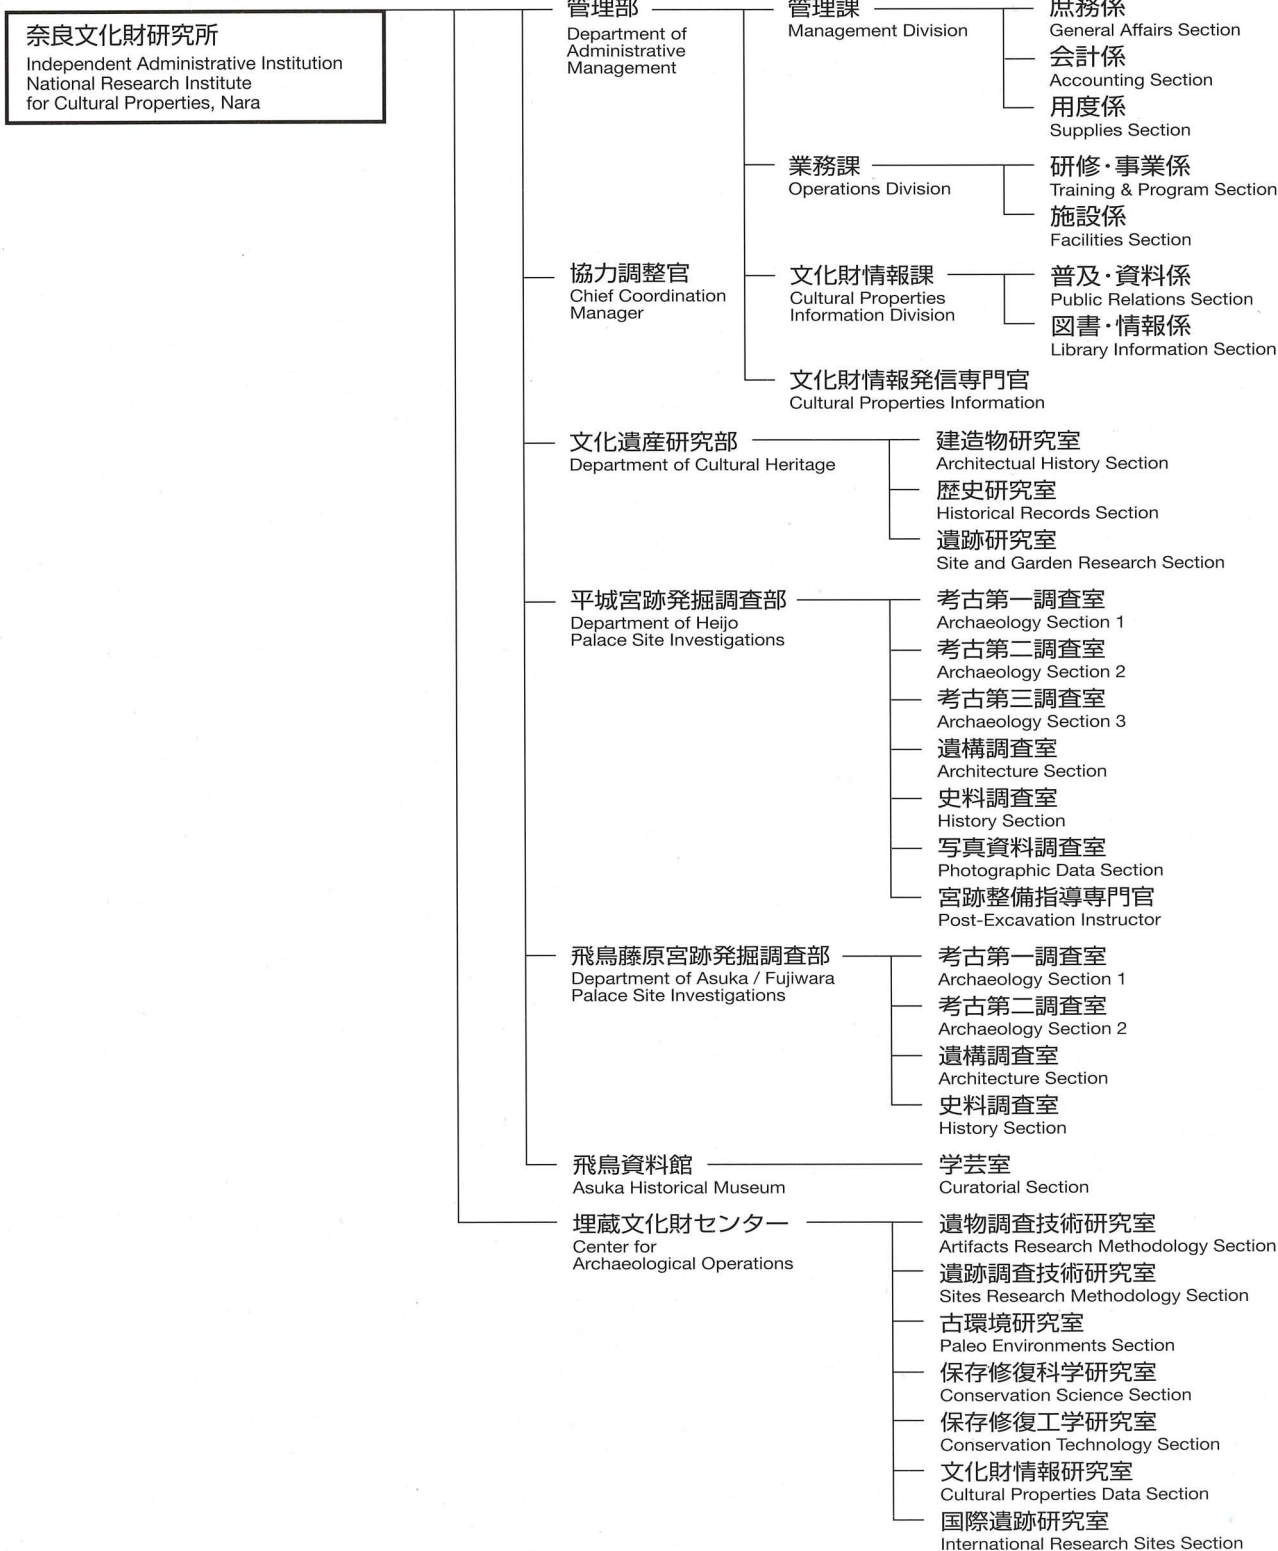 奈良文化財研究所
Independent Administrative Institution
National Research Institute
for Cultural Properties, Nara
管理部
Department of
Administrative
Management
管理課
Management Division
庶務係
General Affairs Section
会計係
Accounting Section
用度係
Supplies Section
業務課
Operations Division
研修・事業係
Training & Program Section
施設係
Facilities Section
協力調整官
Chief Coordination
Manager
文化財情報課
Cultural Properties
Information Division
普及・資料係
Public Relations Section
図書・情報係
Library Information Section
文化財情報発信専門官
Cultural Properties Information
文化遺産研究部
Department of Cultural Heritage
建造物研究室
Architectual History Section
歴史研究室
Historical Records Section
遺跡研究室
Site and Garden Research Section
平城宮跡発掘調査部
Department of Heijo
Palace Site Investigations
考古第一調査室
Archaeology Section 1
考古第二調査室
Archaeology Section 2
考古第三調査室
Archaeology Section 3
遺構調査室
Architecture Section
史料調査室
History Section
写真資料調査室
Photographic Data Section
宮跡整備指導専門官
Post-Excavation Instructor
飛鳥藤原宮跡発掘調査部
Department of Asuka / Fujiwara
Palace Site Investigations
考古第一調査室
Archaeology Section 1
考古第二調査室
Archaeology Section 2
遺構調査室
Architecture Section
史料調査室
History Section
飛鳥資料館
Asuka Historical Museum
学芸室
Curatorial Section
埋蔵文化財センター
Center for
Archaeological Operations
遺物調査技術研究室
Artifacts Research Methodology Section
遺跡調査技術研究室
Sites Research Methodology Section
古環境研究室
Paleo Environments Section
保存修復科学研究室
Conservation Science Section
保存修復工学研究室
Conservation Technology Section
文化財情報研究室
Cultural Properties Data Section
国際遺跡研究室
International Research Sites Section